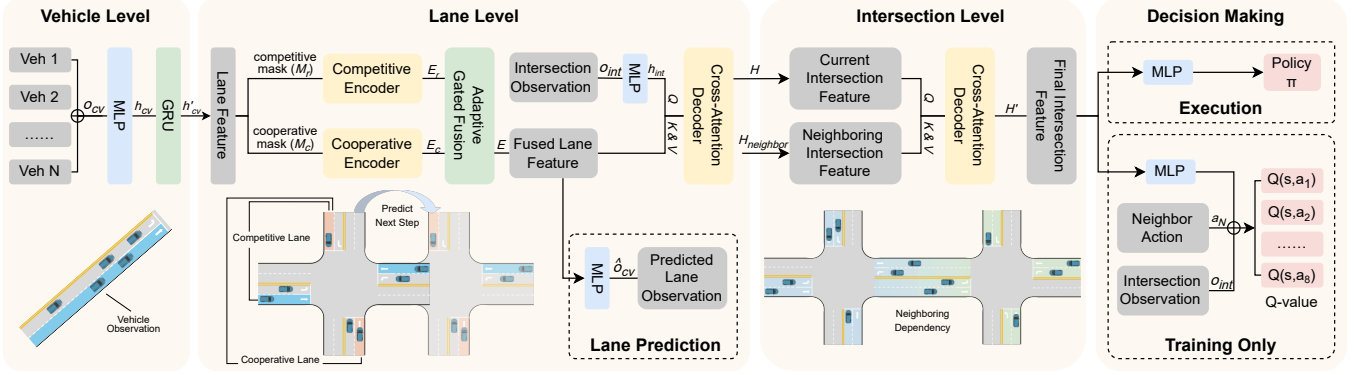 Vehicle Level
Veh 1
Veh 2
......
Veh N
o_cv
MLP
h_cv
GRU
h'_cv
Vehicle
Observation
Lane Level
Lane Feature
competitive
mask (M_r)
cooperative
mask (M_c)
Competitive
Encoder
Cooperative
Encoder
E_r
E_c
Adaptive
Gated Fusion
E
Intersection
Observation
o_int
MLP
h_int
Fused Lane
Feature
Q
K & V
Cross-Attention
Decoder
H
H_neighbor
Predict
Next Step
Competitive Lane
Cooperative Lane
MLP
ô_cv
Predicted
Lane
Observation
Lane Prediction
Intersection Level
Current
Intersection
Feature
Neighboring
Intersection
Feature
Q
K & V
Cross-Attention
Decoder
H'
Final Intersection
Feature
Neighboring
Dependency
Decision Making
MLP
Policy
π
Execution
MLP
Neighbor
Action
a_N
Intersection
Observation
o_int
Q(s,a_1)
Q(s,a_2)
......
Q(s,a_8)
Q-value
Training Only